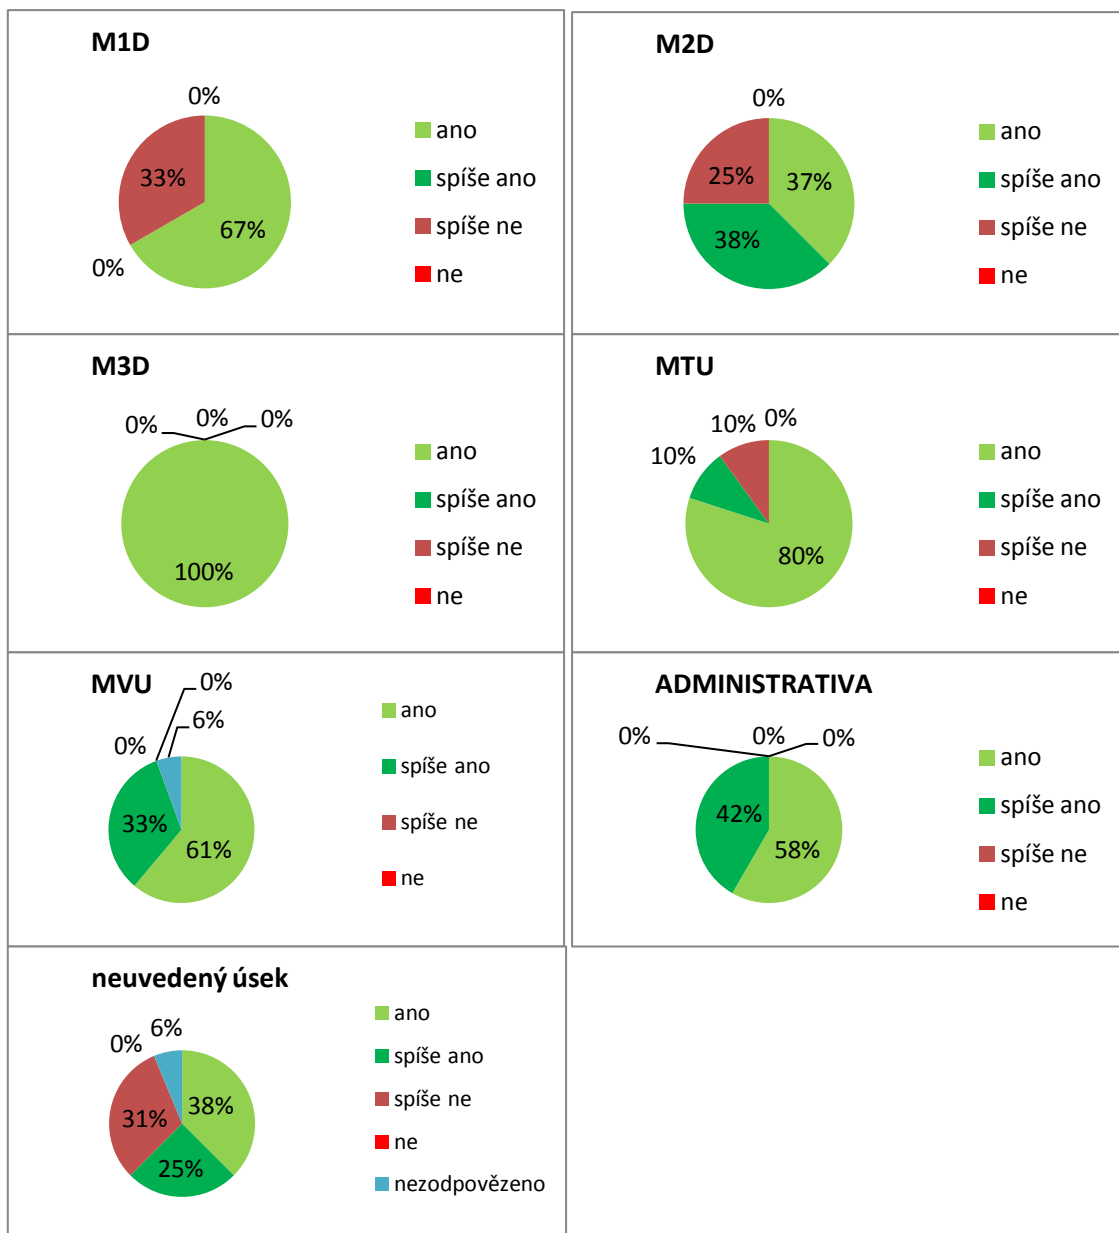 M1D
0%
33%
67%
0%
ano
spíše ano
spíše ne
ne
M2D
0%
25%
37%
38%
ano
spíše ano
spíše ne
ne
M3D
0%
0%
0%
100%
ano
spíše ano
spíše ne
ne
MTU
10%
0%
10%
80%
ano
spíše ano
spíše ne
ne
MVU
0%
6%
0%
33%
61%
ano
spíše ano
spíše ne
ne
ADMINISTRATIVA
0%
0%
0%
42%
58%
ano
spíše ano
spíše ne
ne
neuvedený úsek
6%
0%
31%
38%
25%
ano
spíše ano
spíše ne
ne
nezodpovězeno